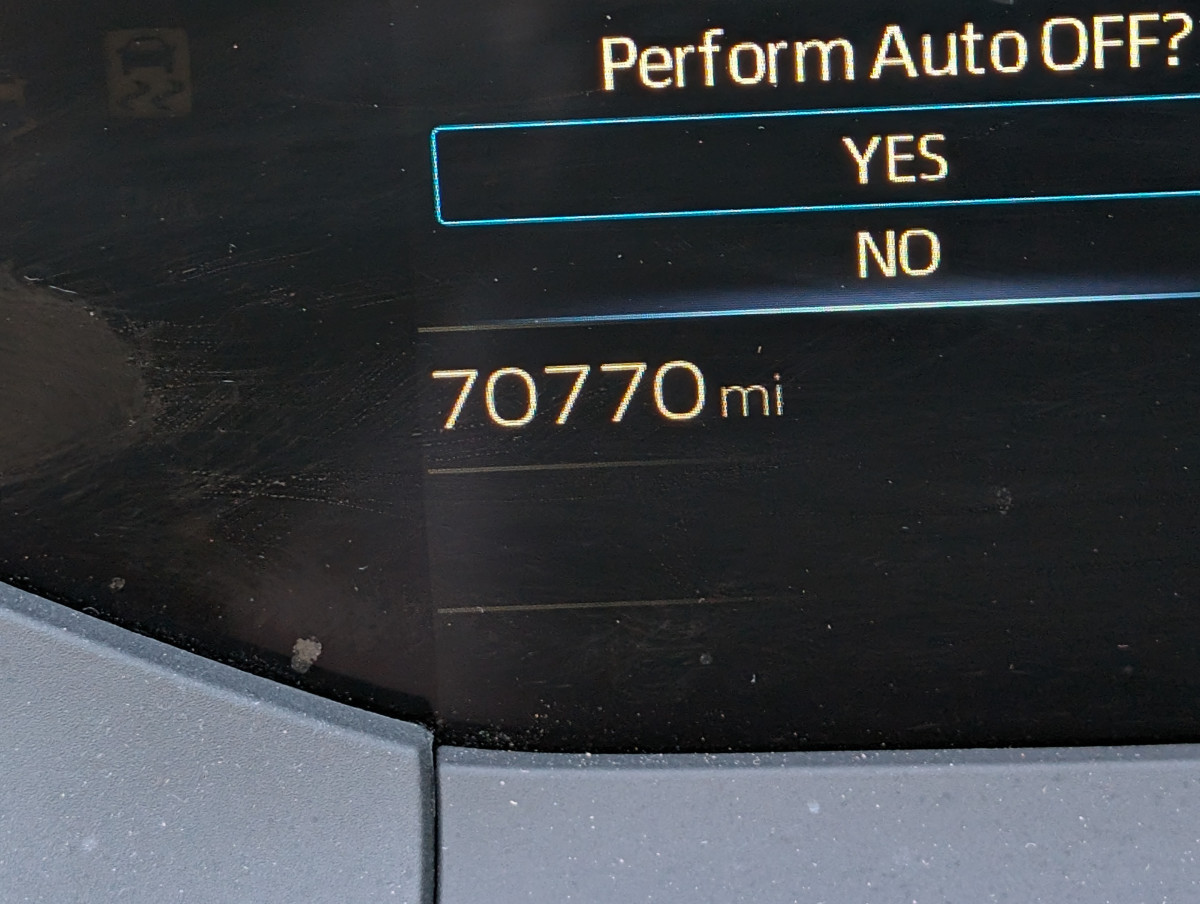 Perform Auto OFF?
YES
NO
70770 mi